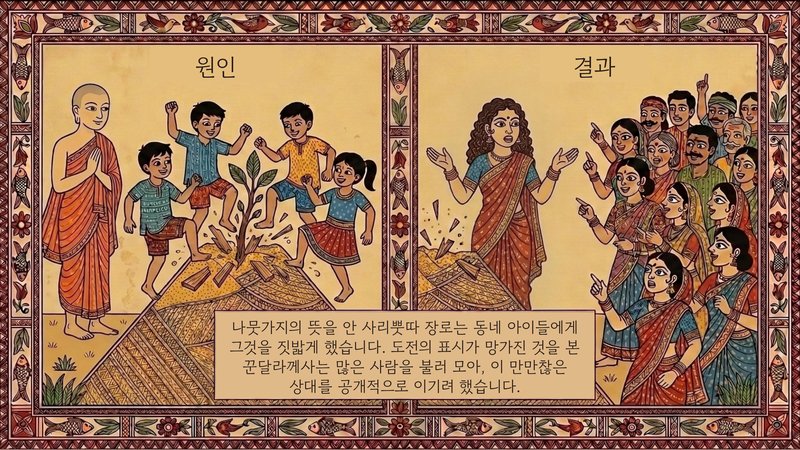 원인
결과
나뭇가지의 뜻을 안 사리뿟따 장로는 동네 아이들에게
그것을 짓밟게 했습니다. 도전의 표시가 망가진 것을 본
꾼달라께사는 많은 사람을 불러 모아, 이 만만찮은
상대를 공개적으로 이기려 했습니다.